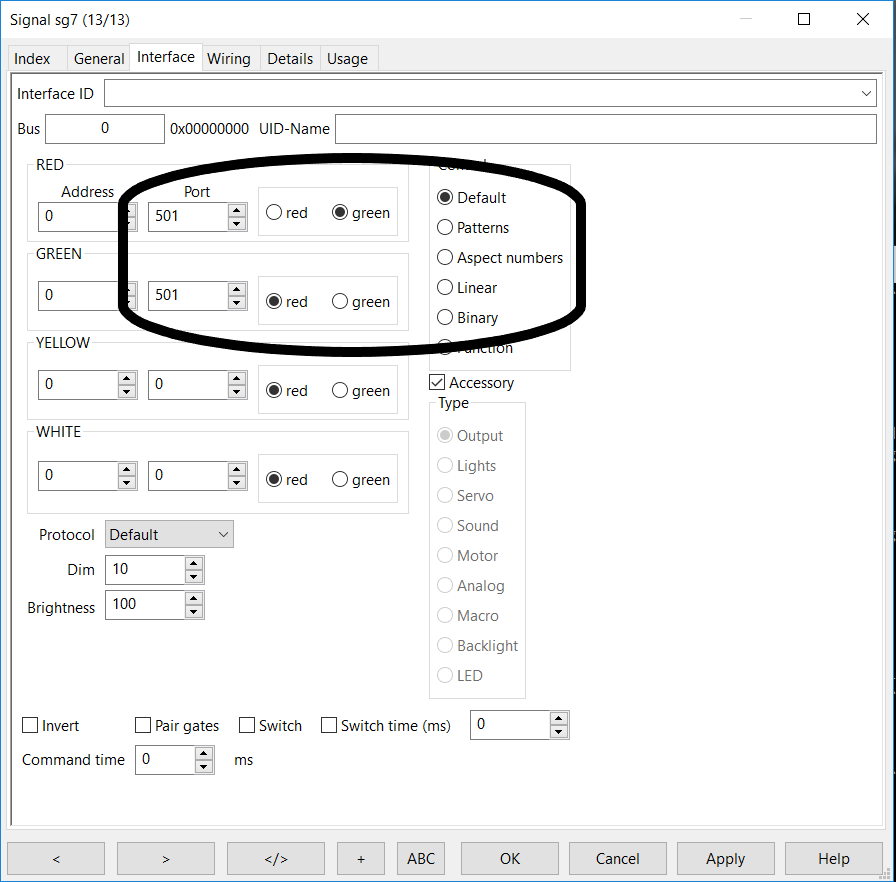 Signal sg7 (13/13)
Index General Interface Wiring Details Usage
Interface ID
Bus 0 0x00000000 UID-Name
RED
Address Port
0 501 red green
GREEN
0 501 red green
YELLOW
0 0 red green
WHITE
0 0 red green
Default
Patterns
Aspect numbers
Linear
Binary
Function
Accessory
Type
Output
Lights
Servo
Sound
Motor
Analog
Macro
Backlight
LED
Protocol Default
Dim 10
Brightness 100
Invert Pair gates Switch Switch time (ms) 0
Command time 0 ms
< > </> + ABC OK Cancel Apply Help